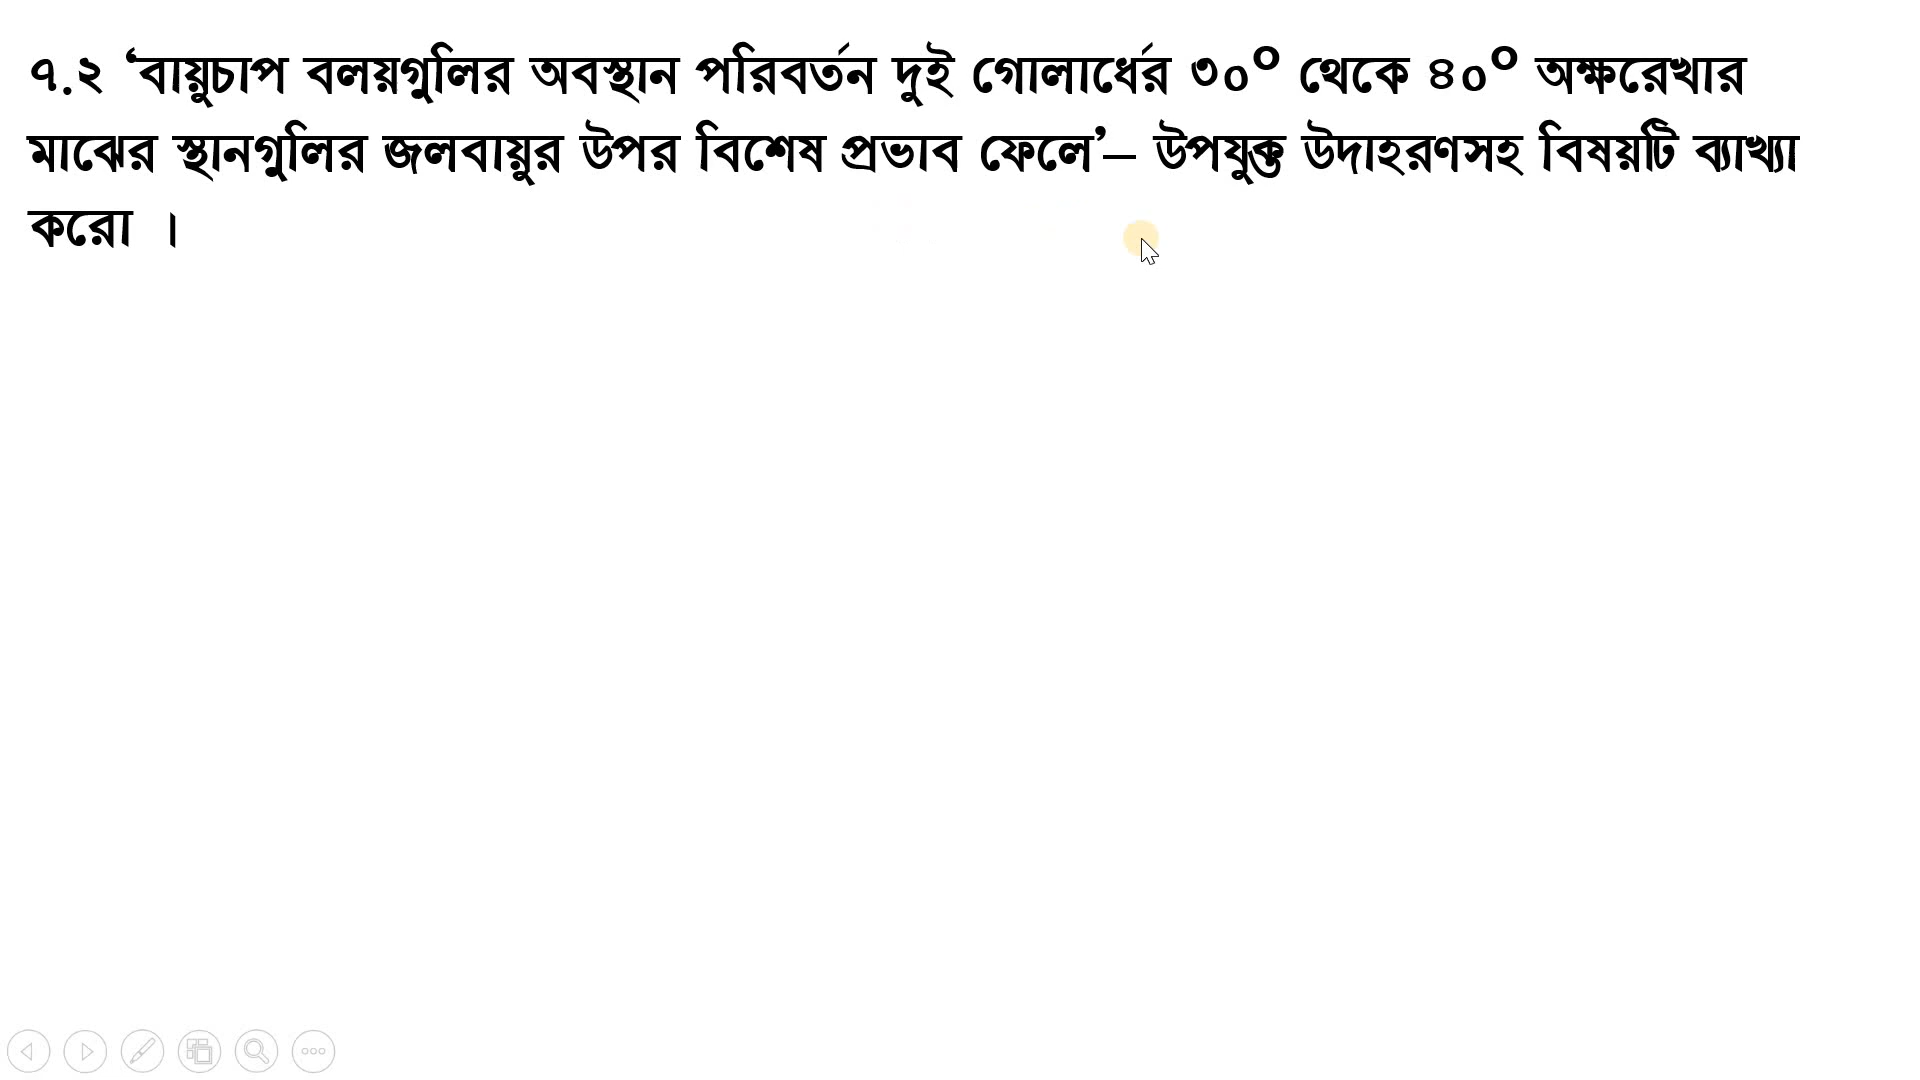 ৭.২ ‘বায়ুচাপ বলয়গুলির অবস্থান পরিবর্তন দুই গোলার্ধের ৩০° থেকে ৪০° অক্ষরেখার
মাঝের স্থানগুলির জলবায়ুর উপর বিশেষ প্রভাব ফেলে’– উপযুক্ত উদাহরণসহ বিষয়টি ব্যাখ্যা
করো ।